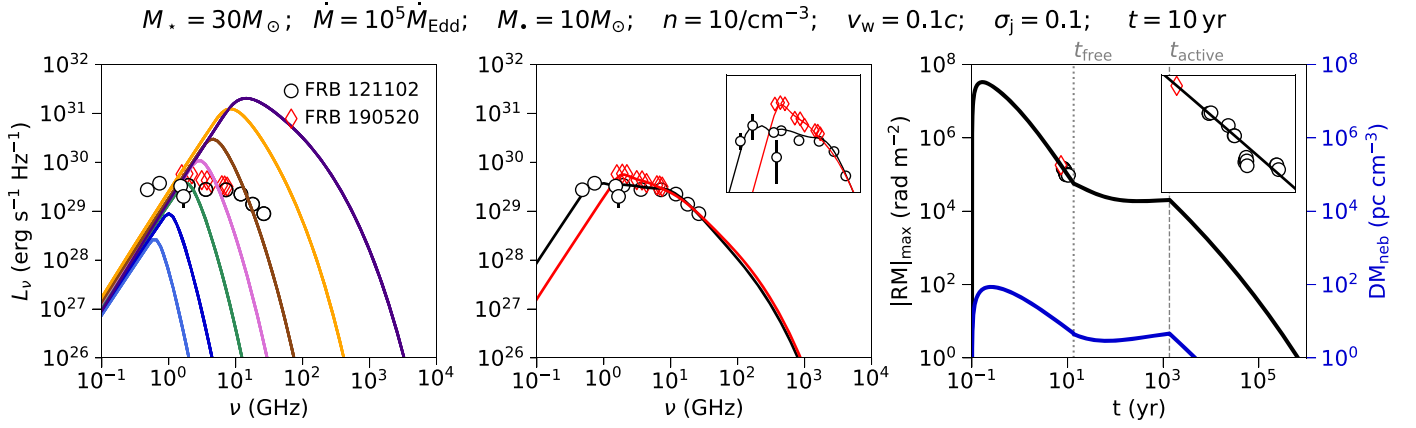 M⋆ = 30M⊙; Ṁ = 10⁵Ṁ_Edd; M• = 10M⊙ n = 10/cm⁻³; v_w = 0.1c; σ_j = 0.1; t = 10 yr
10³² 10³¹ 10³⁰ 10²⁹ 10²⁸ 10²⁷ 10²⁶
L_ν (erg s⁻¹ Hz⁻¹)
FRB 121102
FRB 190520
10⁻¹ 10⁰ 10¹ 10² 10³ 10⁴
ν (GHz)
10³² 10³¹ 10³⁰ 10²⁹ 10²⁸ 10²⁷ 10²⁶
10⁻¹ 10⁰ 10¹ 10² 10³ 10⁴
ν (GHz)
t_free t_active
10⁸ 10⁶ 10⁴ 10² 10⁰
|RM|_max (rad m⁻²)
10⁻¹ 10¹ 10³ 10⁵
t (yr)
10⁸ 10⁶ 10⁴ 10² 10⁰
DM_neb (pc cm⁻³)